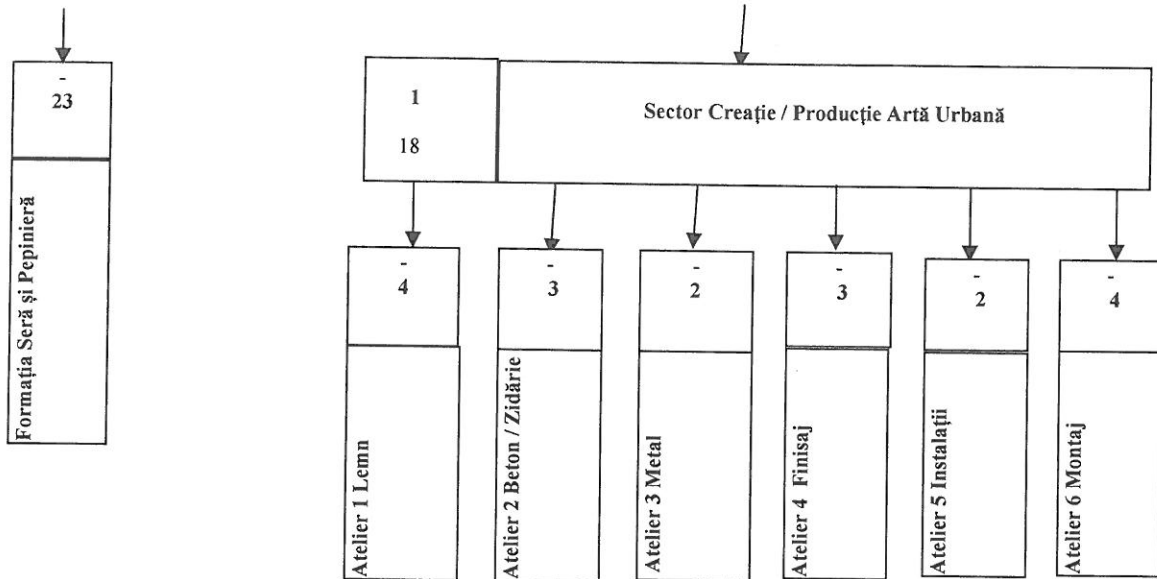 -
23
Formația Seră și Pepinieră
1
18
Sector Creație / Producție Artă Urbană
-
4
Atelier 1 Lemn
-
3
Atelier 2 Beton / Zidărie
-
2
Atelier 3 Metal
-
3
Atelier 4 Finisaj
-
2
Atelier 5 Instalații
-
4
Atelier 6 Montaj